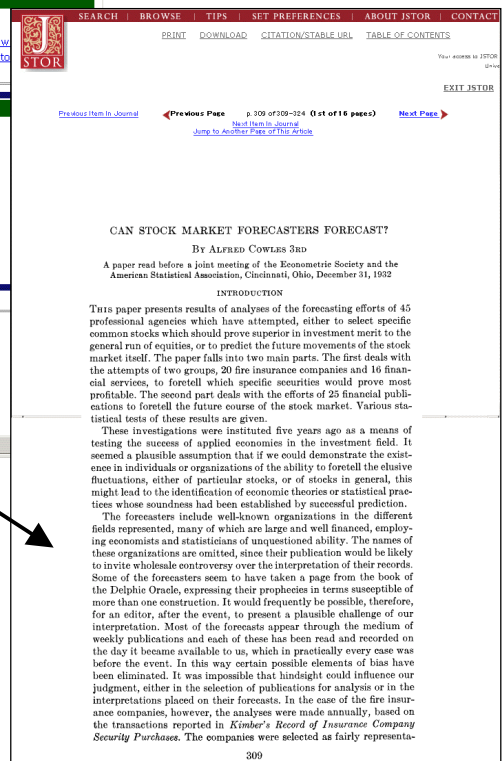 SEARCH | BROWSE | TIPS | SET PREFERENCES | ABOUT JSTOR | CONTACT
JSTOR
PRINT DOWNLOAD CITATION/STABLE URL TABLE OF CONTENTS
Your access to JSTOR
Unive
EXIT JSTOR
Previous Item In Journal Previous Page p. 309 of 309-324 (1st of 16 pages) Next Page
Next Item In Journal
Jump to Another Page of This Article
CAN STOCK MARKET FORECASTERS FORECAST?
By Alfred Cowles 3rd
A paper read before a joint meeting of the Econometric Society and the
American Statistical Association, Cincinnati, Ohio, December 31, 1932
INTRODUCTION
This paper presents results of analyses of the forecasting efforts of 45
professional agencies which have attempted, either to select specific
common stocks which should prove superior in investment merit to the
general run of equities, or to predict the future movements of the stock
market itself. The paper falls into two main parts. The first deals with
the attempts of two groups, 20 fire insurance companies and 16 finan-
cial services, to foretell which specific securities would prove most
profitable. The second part deals with the efforts of 25 financial publi-
cations to foretell the future course of the stock market. Various sta-
tistical tests of these results are given.
These investigations were instituted five years ago as a means of
testing the success of applied economics in the investment field. It
seemed a plausible assumption that if we could demonstrate the exist-
ence in individuals or organizations of the ability to foretell the elusive
fluctuations, either of particular stocks, or of stocks in general, this
might lead to the identification of economic theories or statistical prac-
tices whose soundness had been established by successful prediction.
The forecasters include well-known organizations in the different
fields represented, many of which are large and well financed, employ-
ing economists and statisticians of unquestioned ability. The names of
these organizations are omitted, since their publication would be likely
to invite wholesale controversy over the interpretation of their records.
Some of the forecasters seem to have taken a page from the book of
the Delphic Oracle, expressing their prophecies in terms susceptible of
more than one construction. It would frequently be possible, therefore,
for an editor, after the event, to present a plausible challenge of our
interpretation. Most of the forecasts appear through the medium of
weekly publications and each of these has been read and recorded on
the day it became available to us, which in practically every case was
before the event. In this way certain possible elements of bias have
been eliminated. It was impossible that hindsight could influence our
judgment, either in the selection of publications for analysis or in the
interpretations placed on their forecasts. In the case of the fire insur-
ance companies, however, the analyses were made annually, based on
the transactions reported in Kimber's Record of Insurance Company
Security Purchases. The companies were selected as fairly representa-
309